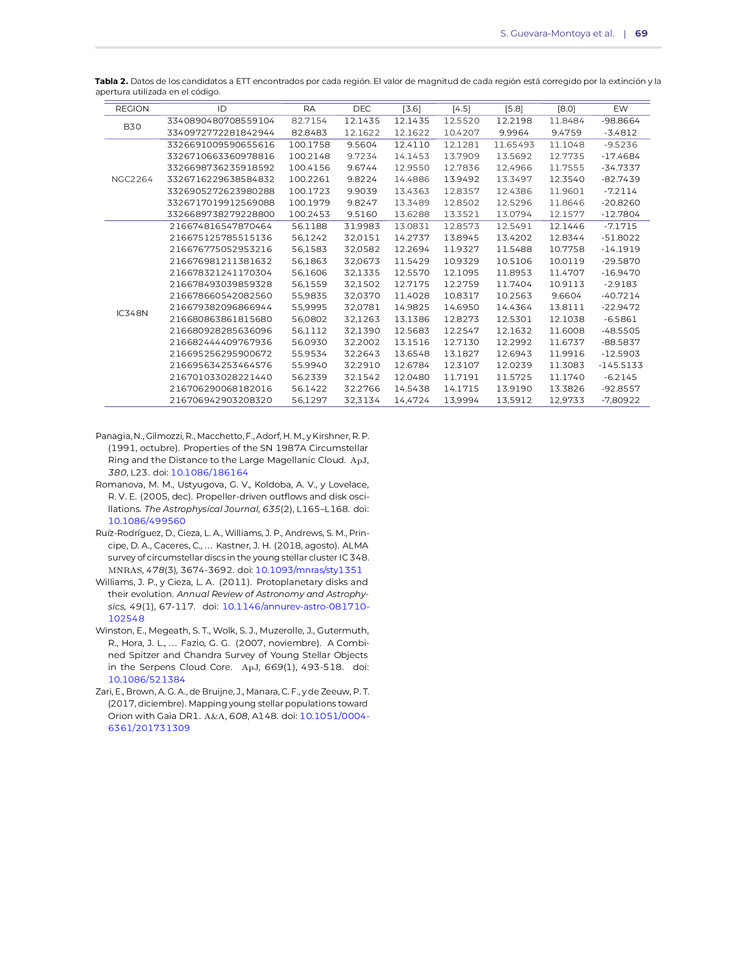 S. Guevara-Montoya et al. | 69
Tabla 2. Datos de los candidatos a ETT encontrados por cada región. El valor de magnitud de cada región está corregido por la extinción y la
apertura utilizada en el código.
REGION ID RA DEC [3.6] [4.5] [5.8] [8.0] EW
B30
3340890480708559104 82.7154 12.1435 12.1435 12.5520 12.2198 11.8484 -98.8664
3340972772281842944 82.8483 12.1622 12.1622 10.4207 9.9964 9.4759 -3.4812
NGC2264
3326691009590655616 100.1758 9.5604 12.4110 12.1281 11.65493 11.1048 -9.5236
3326710663360978816 100.2148 9.7234 14.1453 13.7909 13.5692 12.7735 -17.4684
3326698736235918592 100.4156 9.6744 12.9550 12.7836 12.4966 11.7555 -34.7337
3326716229638584832 100.2261 9.8224 14.4886 13.9492 13.3497 12.3540 -82.7439
3326905272623980288 100.1723 9.9039 13.4363 12.8357 12.4386 11.9601 -7.2114
3326717019912569088 100.1979 9.8247 13.3489 12.8502 12.5296 11.8646 -20.8260
3326689738279228800 100.2453 9.5160 13.6288 13.3521 13.0794 12.1577 -12.7804
IC348N
216674816547870464 56.1188 31.9983 13.0831 12.8573 12.5491 12.1446 -7.1715
216675125785515136 56,1242 32,0151 14.2737 13.8945 13.4202 12.8344 -51.8022
216676775052953216 56,1583 32,0582 12.2694 11.9327 11.5488 10.7758 -14.1919
216676981211381632 56,1863 32,0673 11.5429 10.9329 10.5106 10.0119 -29.5870
216678321241170304 56,1606 32,1335 12.5570 12.1095 11.8953 11.4707 -16.9470
216678493039859328 56,1559 32,1502 12.7175 12.2759 11.7404 10.9113 -2.9183
216678660542082560 55,9835 32,0370 11.4028 10.8317 10.2563 9.6604 -40.7214
216679382096866944 55,9995 32,0781 14.9825 14.6950 14.4364 13.8111 -22.9472
216680863861815680 56,0802 32,1263 13.1386 12.8273 12.5301 12.1038 -6.5861
216680928285636096 56,1112 32,1390 12.5683 12.2547 12.1632 11.6008 -48.5505
216682444409767936 56.0930 32.2002 13.1516 12.7130 12.2992 11.6737 -88.5837
216695256295900672 55.9534 32.2643 13.6548 13.1827 12.6943 11.9916 -12.5903
216695634253464576 55.9940 32.2910 12.6784 12.3107 12.0239 11.3083 -145.5133
216701033028221440 56.2339 32.1542 12.0480 11.7191 11.5725 11.1740 -6.2145
216706290068182016 56.1422 32.2766 14.5438 14.1715 13.9190 13.3826 -92.8557
216706942903208320 56,1297 32,3134 14,4724 13,9994 13,5912 12,9733 -7,80922
Panagia, N., Gilmozzi, R., Macchetto, F., Adorf, H. M., y Kirshner, R. P.
(1991, octubre). Properties of the SN 1987A Circumstellar
Ring and the Distance to the Large Magellanic Cloud. ApJ,
380, L23. doi: 10.1086/186164
Romanova, M. M., Ustyugova, G. V., Koldoba, A. V., y Lovelace,
R. V. E. (2005, dec). Propeller-driven outflows and disk osci-
llations. The Astrophysical Journal, 635(2), L165–L168. doi:
10.1086/499560
Ruíz-Rodríguez, D., Cieza, L. A., Williams, J. P., Andrews, S. M., Prin-
cipe, D. A., Caceres, C., ... Kastner, J. H. (2018, agosto). ALMA
survey of circumstellar discs in the young stellar cluster IC 348.
MNRAS, 478(3), 3674-3692. doi: 10.1093/mnras/sty1351
Williams, J. P., y Cieza, L. A. (2011). Protoplanetary disks and
their evolution. Annual Review of Astronomy and Astrophy-
sics, 49(1), 67-117. doi: 10.1146/annurev-astro-081710-
102548
Winston, E., Megeath, S. T., Wolk, S. J., Muzerolle, J., Gutermuth,
R., Hora, J. L., ... Fazio, G. G. (2007, noviembre). A Combi-
ned Spitzer and Chandra Survey of Young Stellar Objects
in the Serpens Cloud Core. ApJ, 669(1), 493-518. doi:
10.1086/521384
Zari, E., Brown, A. G. A., de Bruijne, J., Manara, C. F., y de Zeeuw, P. T.
(2017, diciembre). Mapping young stellar populations toward
Orion with Gaia DR1. A&A, 608, A148. doi: 10.1051/0004-
6361/201731309